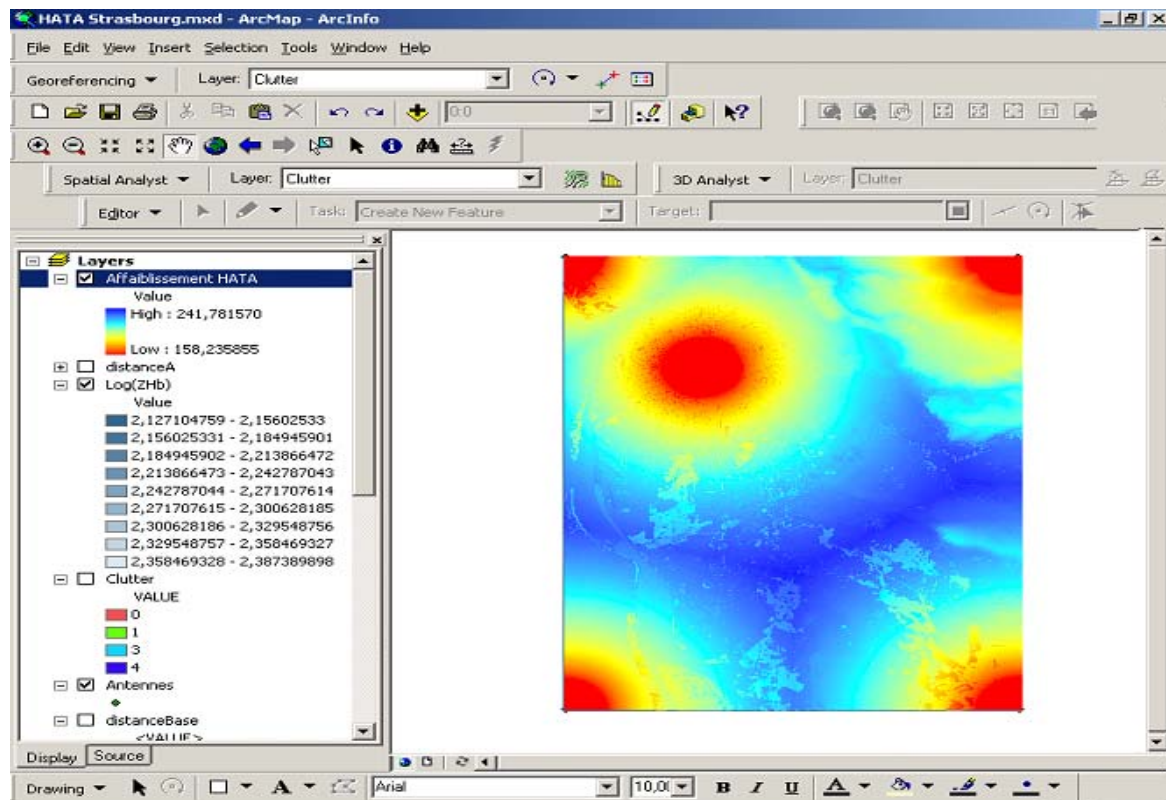 HATA Strasbourg.mxd - ArcMap - ArcInfo
File Edit View Insert Selection Tools Window Help
Georeferencing Layer: Clutter
0:0
Spatial Analyst Layer: Clutter 3D Analyst Layer: Clutter
Editor Task: Create New Feature Target:
Layers
Affaiblissement HATA
Value
High : 241,781570
Low : 158,235855
distanceA
Log(ZHb)
Value
2,127104759 - 2,15602533
2,156025331 - 2,184945901
2,184945902 - 2,213866472
2,213866473 - 2,242787043
2,242787044 - 2,271707614
2,271707615 - 2,300628185
2,300628186 - 2,329548756
2,329548757 - 2,358469327
2,358469328 - 2,387389898
Clutter
VALUE
0
1
3
4
Antennes
distanceBase
<VALUE>
Display Source
Drawing A Arial 10,0 B I U A